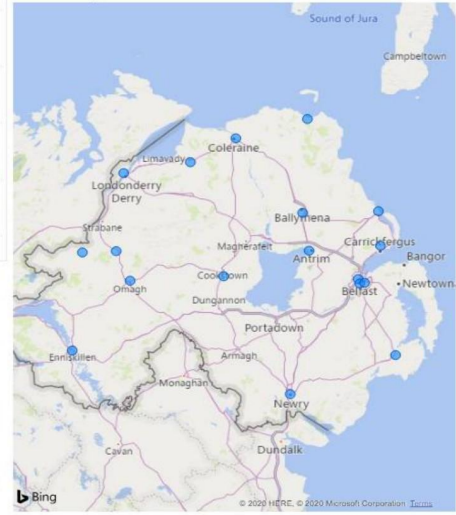 Sound of Jura
Campbeltown
Coleraine
Limavady
Londonderry
Derry
Strabane
Ballymena
Magherafelt
Carrickfergus
Antrim
Bangor
Cookstown
Omagh
Belfast
Newtown
Dungannon
Portadown
Enniskillen
Armagh
Monaghan
Newry
Cavan
Dundalk
Bing
© 2020 HERE, © 2020 Microsoft Corporation Terms